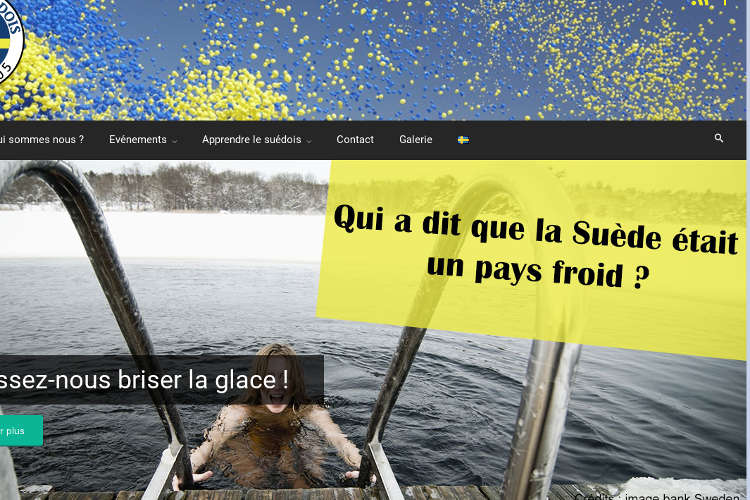 ui sommes nous ? Evénements Apprendre le suédois Contact Galerie
Qui a dit que la Suède était
un pays froid ?
ssez-nous briser la glace !
r plus
Crédits : image bank Sweden